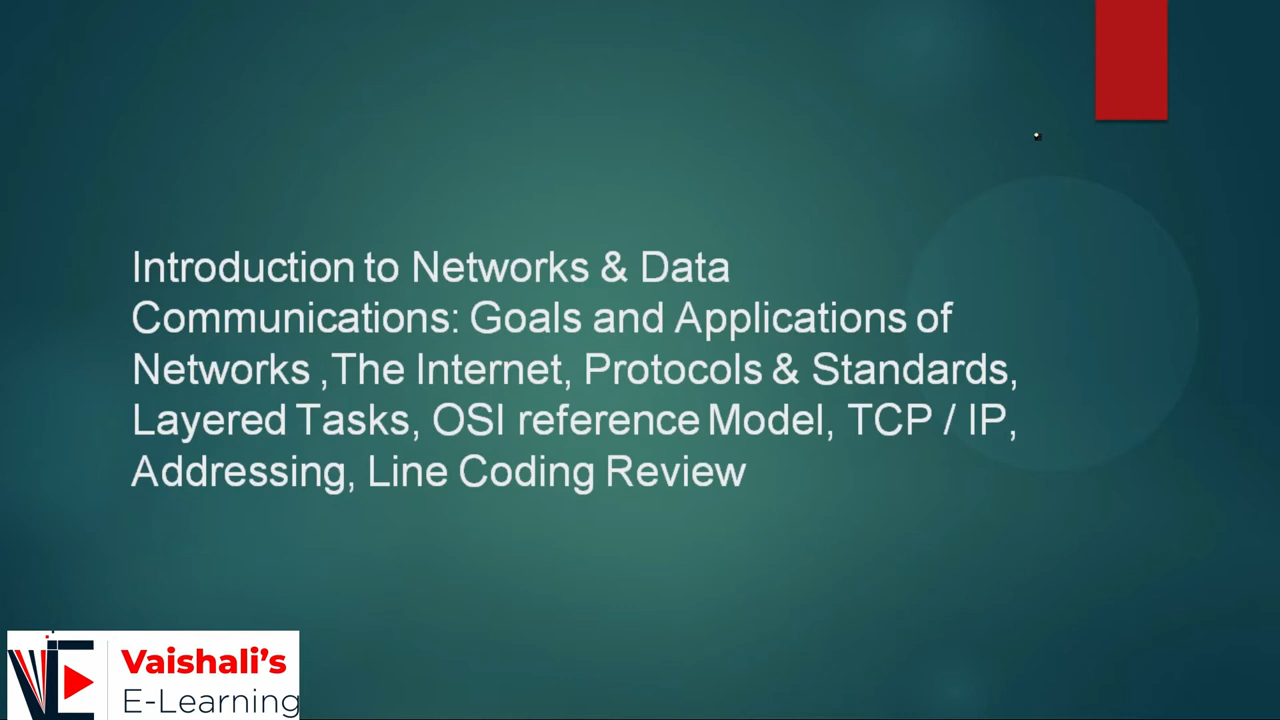 Introduction to Networks & Data
Communications: Goals and Applications of
Networks ,The Internet, Protocols & Standards,
Layered Tasks, OSI reference Model, TCP / IP,
Addressing, Line Coding Review
VE
Vaishali's
E-Learning